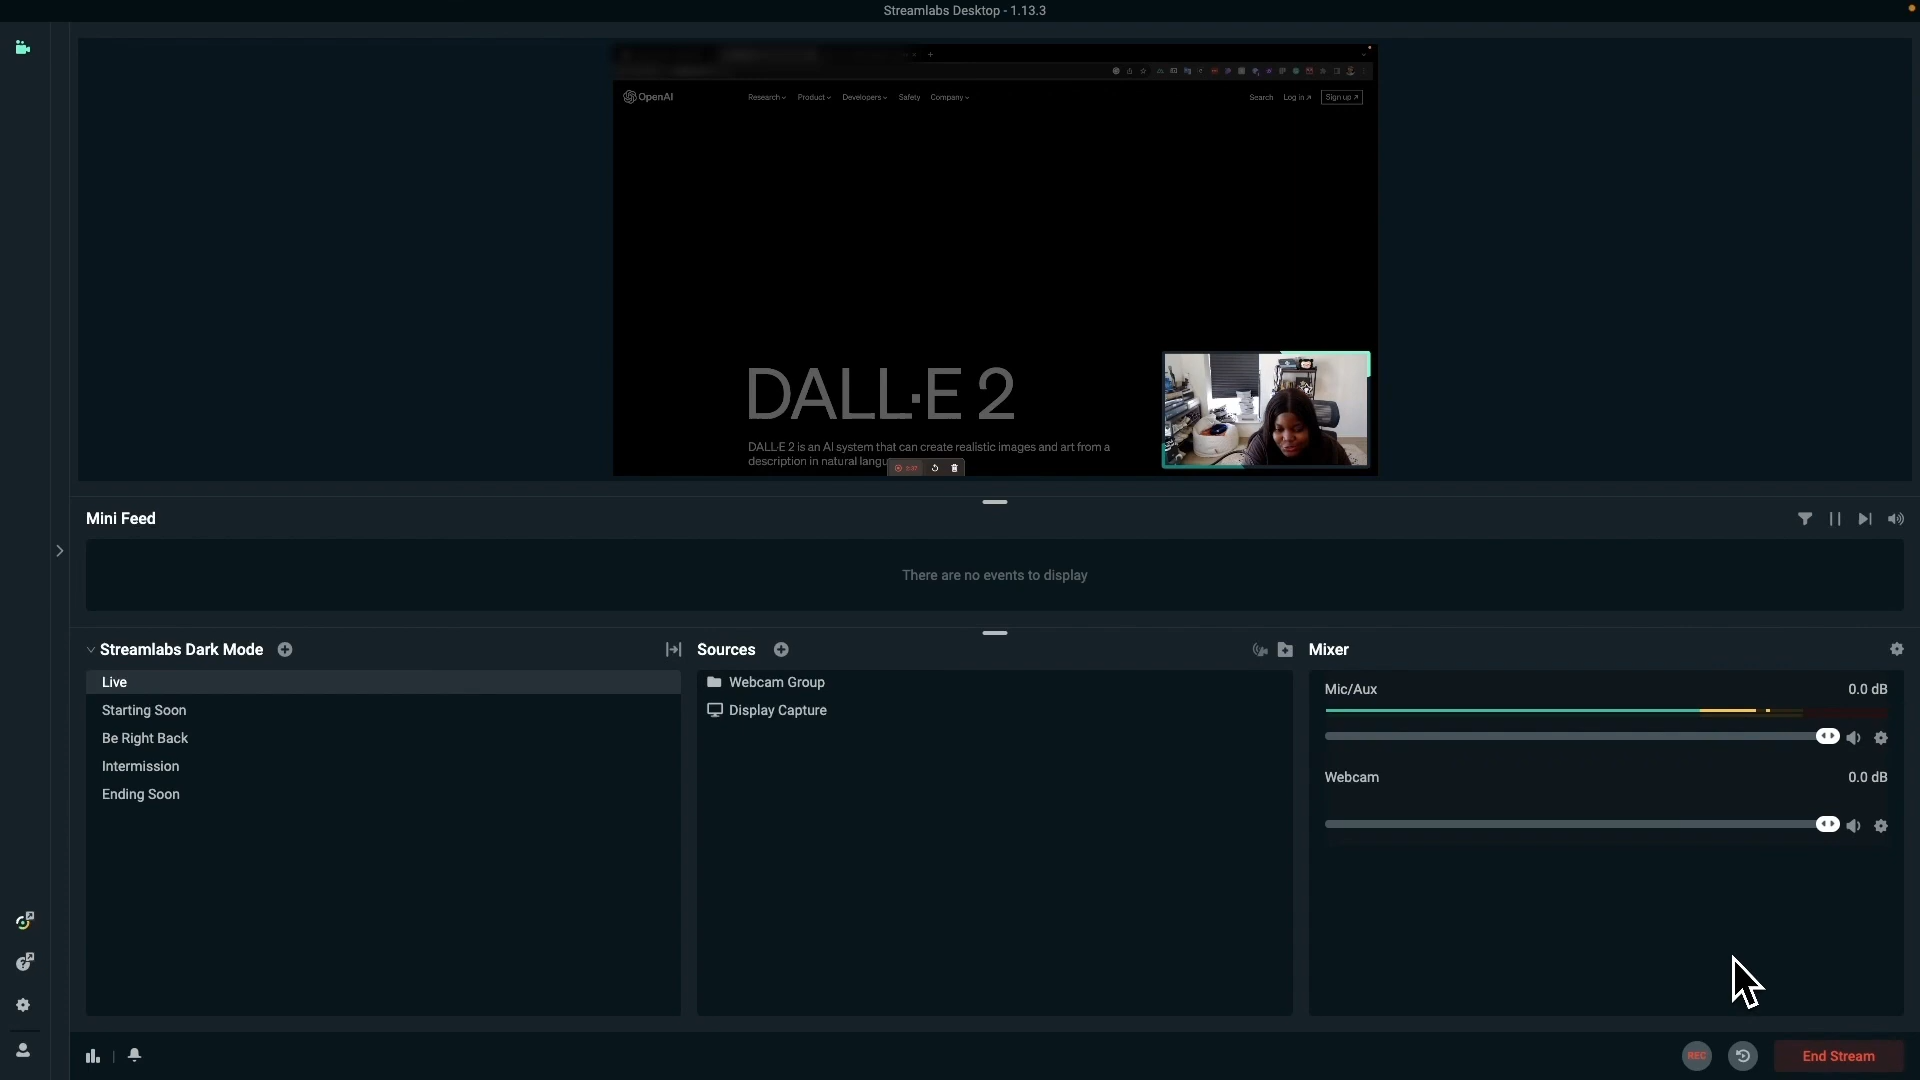 Streamlabs Desktop - 1.13.3
OpenAI
Research
Product
Developers
Safety
Company
Search
Log in
Sign up
DALL·E 2
DALL·E 2 is an AI system that can create realistic images and art from a
description in natural langu
Mini Feed
There are no events to display
Streamlabs Dark Mode
Live
Starting Soon
Be Right Back
Intermission
Ending Soon
Sources
Webcam Group
Display Capture
Mixer
Mic/Aux
0.0 dB
Webcam
0.0 dB
REC
End Stream